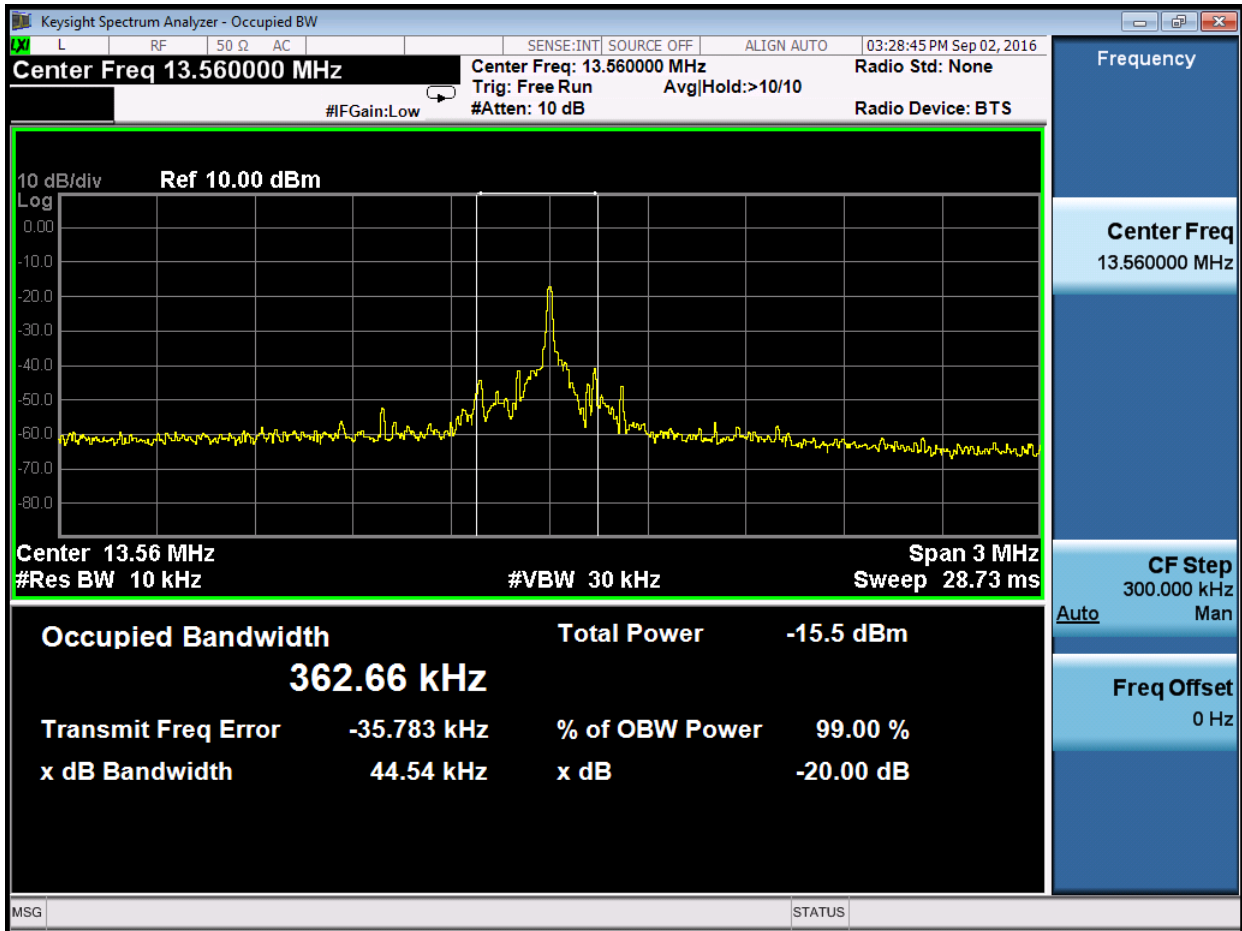 Keysight Spectrum Analyzer - Occupied BW
LXI L RF 50 Ω AC SENSE:INT SOURCE OFF ALIGN AUTO 03:28:45 PM Sep 02, 2016
Center Freq 13.560000 MHz
Center Freq: 13.560000 MHz Radio Std: None
Trig: Free Run Avg|Hold:>10/10
#IFGain:Low #Atten: 10 dB Radio Device: BTS
10 dB/div Ref 10.00 dBm
Log
0.00
-10.0
-20.0
-30.0
-40.0
-50.0
-60.0
-70.0
-80.0
Center 13.56 MHz Span 3 MHz
#Res BW 10 kHz #VBW 30 kHz Sweep 28.73 ms
Occupied Bandwidth Total Power -15.5 dBm
362.66 kHz
Transmit Freq Error -35.783 kHz % of OBW Power 99.00 %
x dB Bandwidth 44.54 kHz x dB -20.00 dB
Frequency
Center Freq
13.560000 MHz
CF Step
300.000 kHz
Auto Man
Freq Offset
0 Hz
MSG STATUS